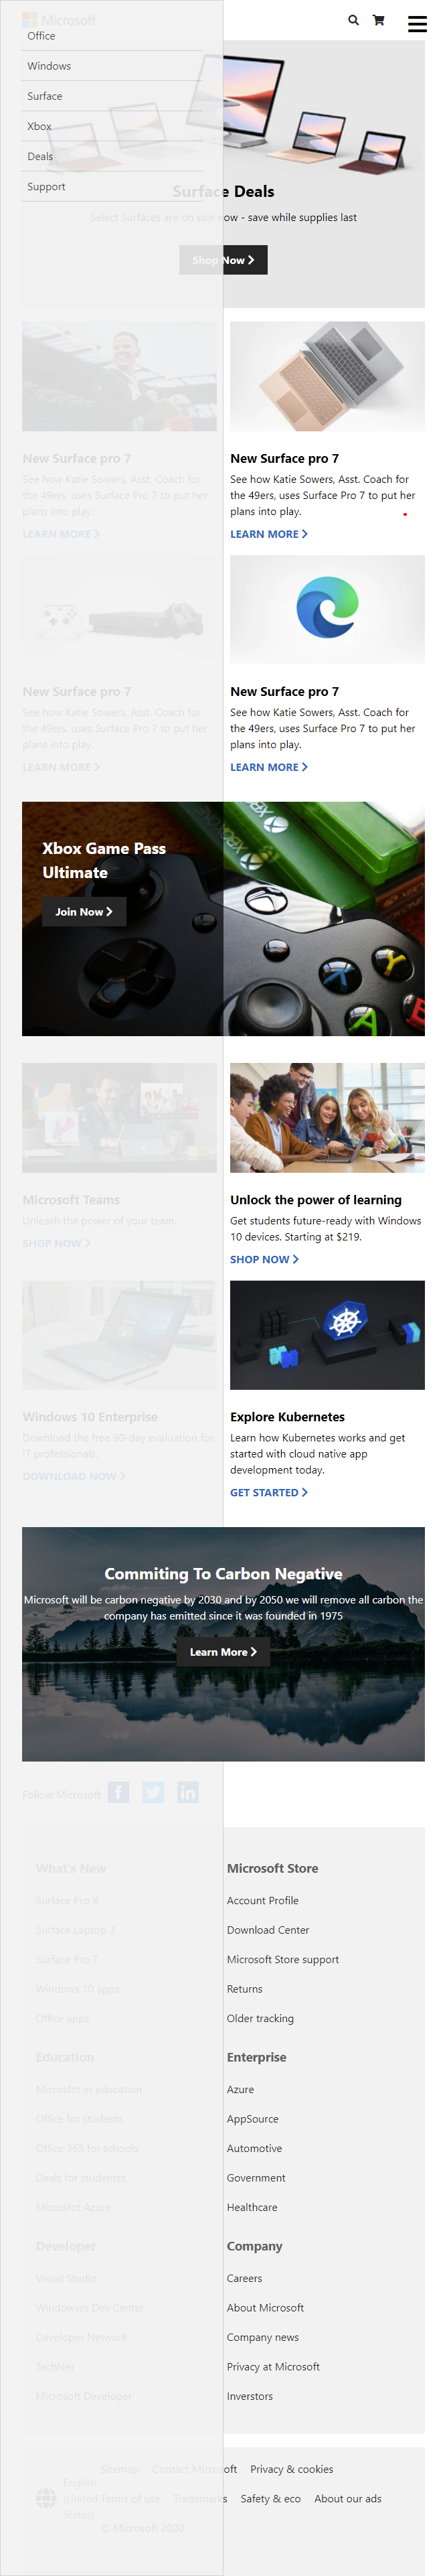 Microsoft
Office
Windows
Surface
Xbox
Deals
Support
Surface Deals
Select Surfaces are on sale now - save while supplies last
Shop Now
New Surface pro 7
See how Katie Sowers, Asst. Coach for
the 49ers, uses Surface Pro 7 to put her
plans into play.
LEARN MORE
New Surface pro 7
See how Katie Sowers, Asst. Coach for
the 49ers, uses Surface Pro 7 to put her
plans into play.
LEARN MORE
New Surface pro 7
See how Katie Sowers, Asst. Coach for
the 49ers, uses Surface Pro 7 to put her
plans into play.
LEARN MORE
New Surface pro 7
See how Katie Sowers, Asst. Coach for
the 49ers, uses Surface Pro 7 to put her
plans into play.
LEARN MORE
Xbox Game Pass
Ultimate
Join Now
XBOX
Y
X
A
B
Microsoft Teams
Unleash the power of your team.
SHOP NOW
Unlock the power of learning
Get students future-ready with Windows
10 devices. Starting at $219.
SHOP NOW
Windows 10 Enterprise
Download the free 90-day evaluation for
IT professionals.
DOWNLOAD NOW
Explore Kubernetes
Learn how Kubernetes works and get
started with cloud native app
development today.
GET STARTED
Commiting To Carbon Negative
Microsoft will be carbon negative by 2030 and by 2050 we will remove all carbon the
company has emitted since it was founded in 1975
Learn More
Follow Microsoft
What's New
Surface Pro X
Surface Laptop 3
Surface Pro 7
Windows 10 apps
Office apps
Microsoft Store
Account Profile
Download Center
Microsoft Store support
Returns
Older tracking
Education
Microsfot in education
Office for students
Office 365 for schools
Deals for studentss
Microsfot Azure
Enterprise
Azure
AppSource
Automotive
Government
Healthcare
Developer
Visual Studio
Windowszs Dev Center
Developer Network
TechNet
Microsoft Developer
Company
Careers
About Microsoft
Company news
Privacy at Microsoft
Inverstors
English
(United
States)
Sitemap Contact Microsoft Privacy & cookies
Terms of use Trademarks Safety & eco About our ads
© Microsoft 2020